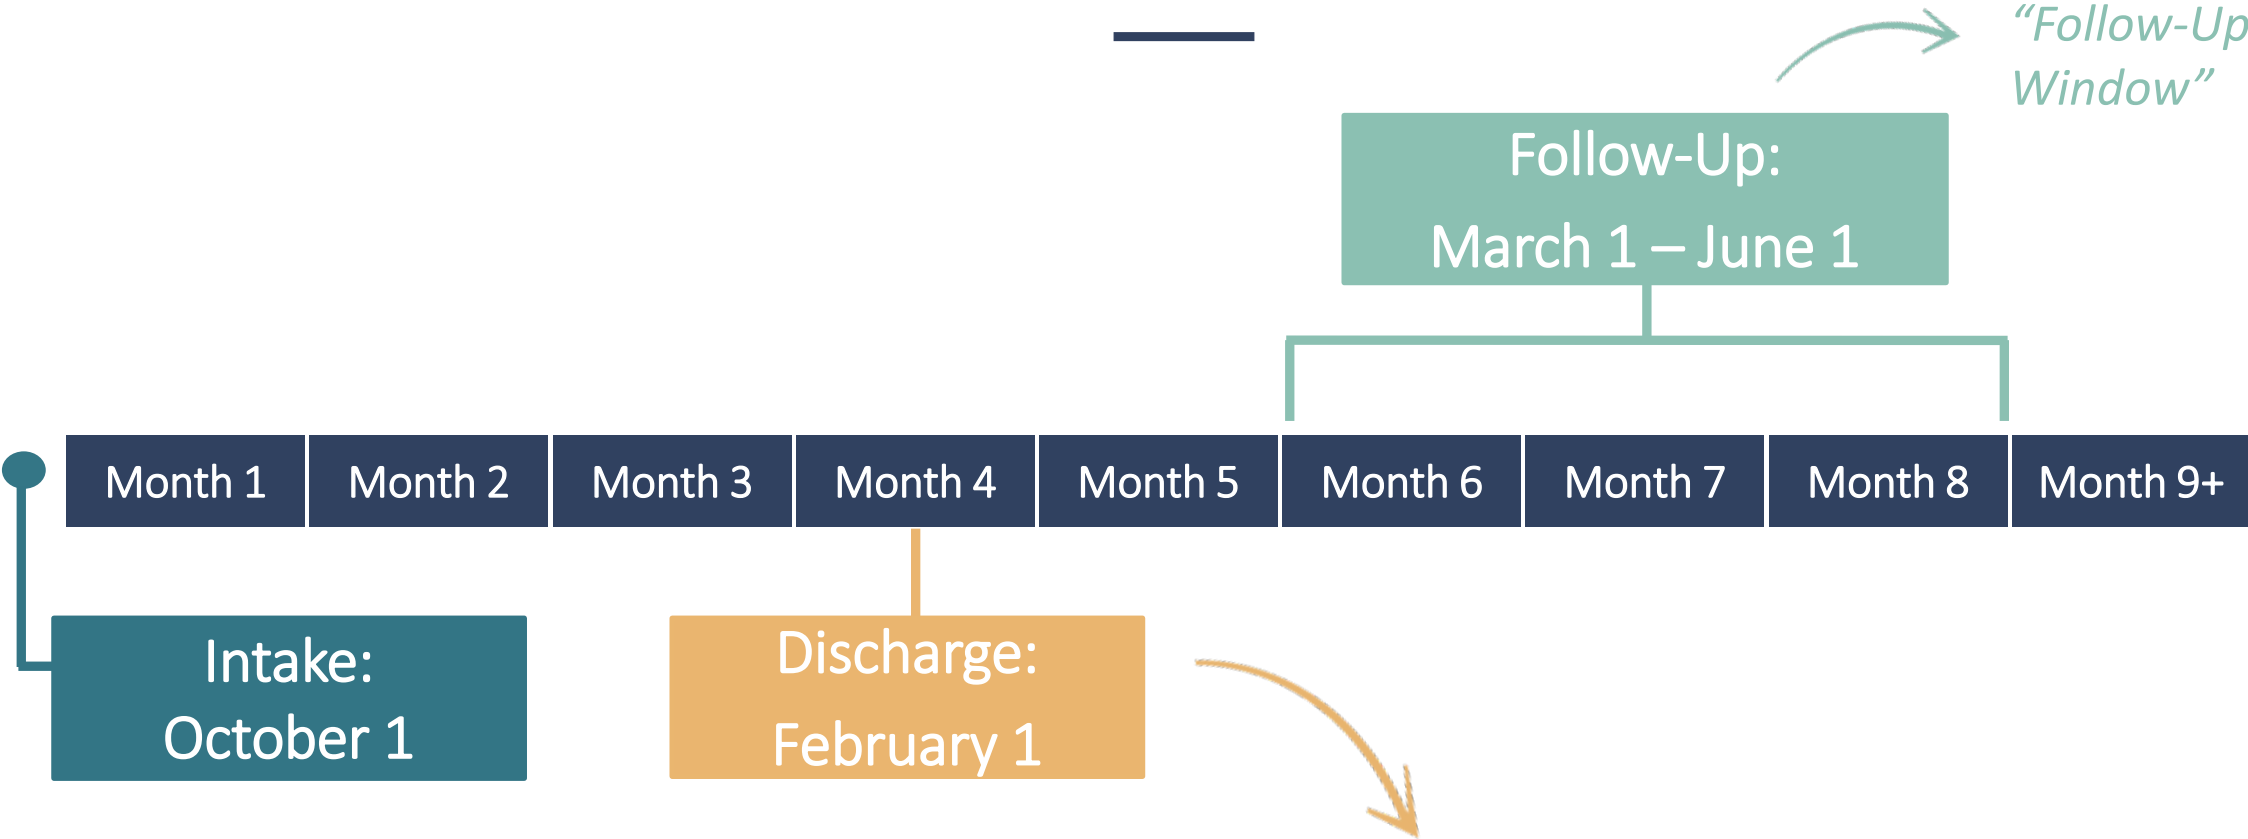 “Follow-Up
Window”
Follow-Up:
March 1 – June 1
Month 1
Month 2
Month 3
Month 4
Month 5
Month 6
Month 7
Month 8
Month 9+
Intake:
October 1
Discharge:
February 1